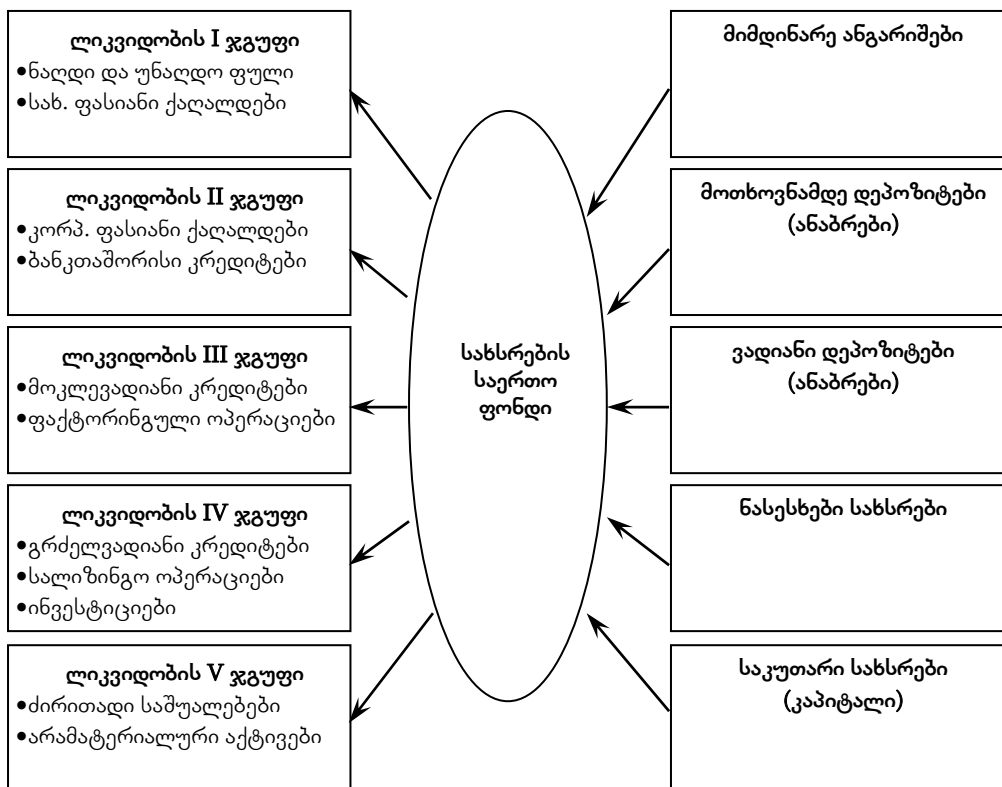 ლიკვიდობის I ჯგუფი
•ნაღდი და უნაღდო ფული
•სახ. ფასიანი ქაღალდები
ლიკვიდობის II ჯგუფი
•კორპ. ფასიანი ქაღალდები
•ბანკთაშორისი კრედიტები
ლიკვიდობის III ჯგუფი
•მოკლევადიანი კრედიტები
•ფაქტორინგული ოპერაციები
ლიკვიდობის IV ჯგუფი
•გრძელვადიანი კრედიტები
•სალიზინგო ოპერაციები
•ინვესტიციები
ლიკვიდობის V ჯგუფი
•ძირითადი საშუალებები
•არამატერიალური აქტივები
სახსრების
საერთო
ფონდი
მიმდინარე ანგარიშები
მოთხოვნამდე დეპოზიტები
(ანაბრები)
ვადიანი დეპოზიტები
(ანაბრები)
ნასესხები სახსრები
საკუთარი სახსრები
(კაპიტალი)